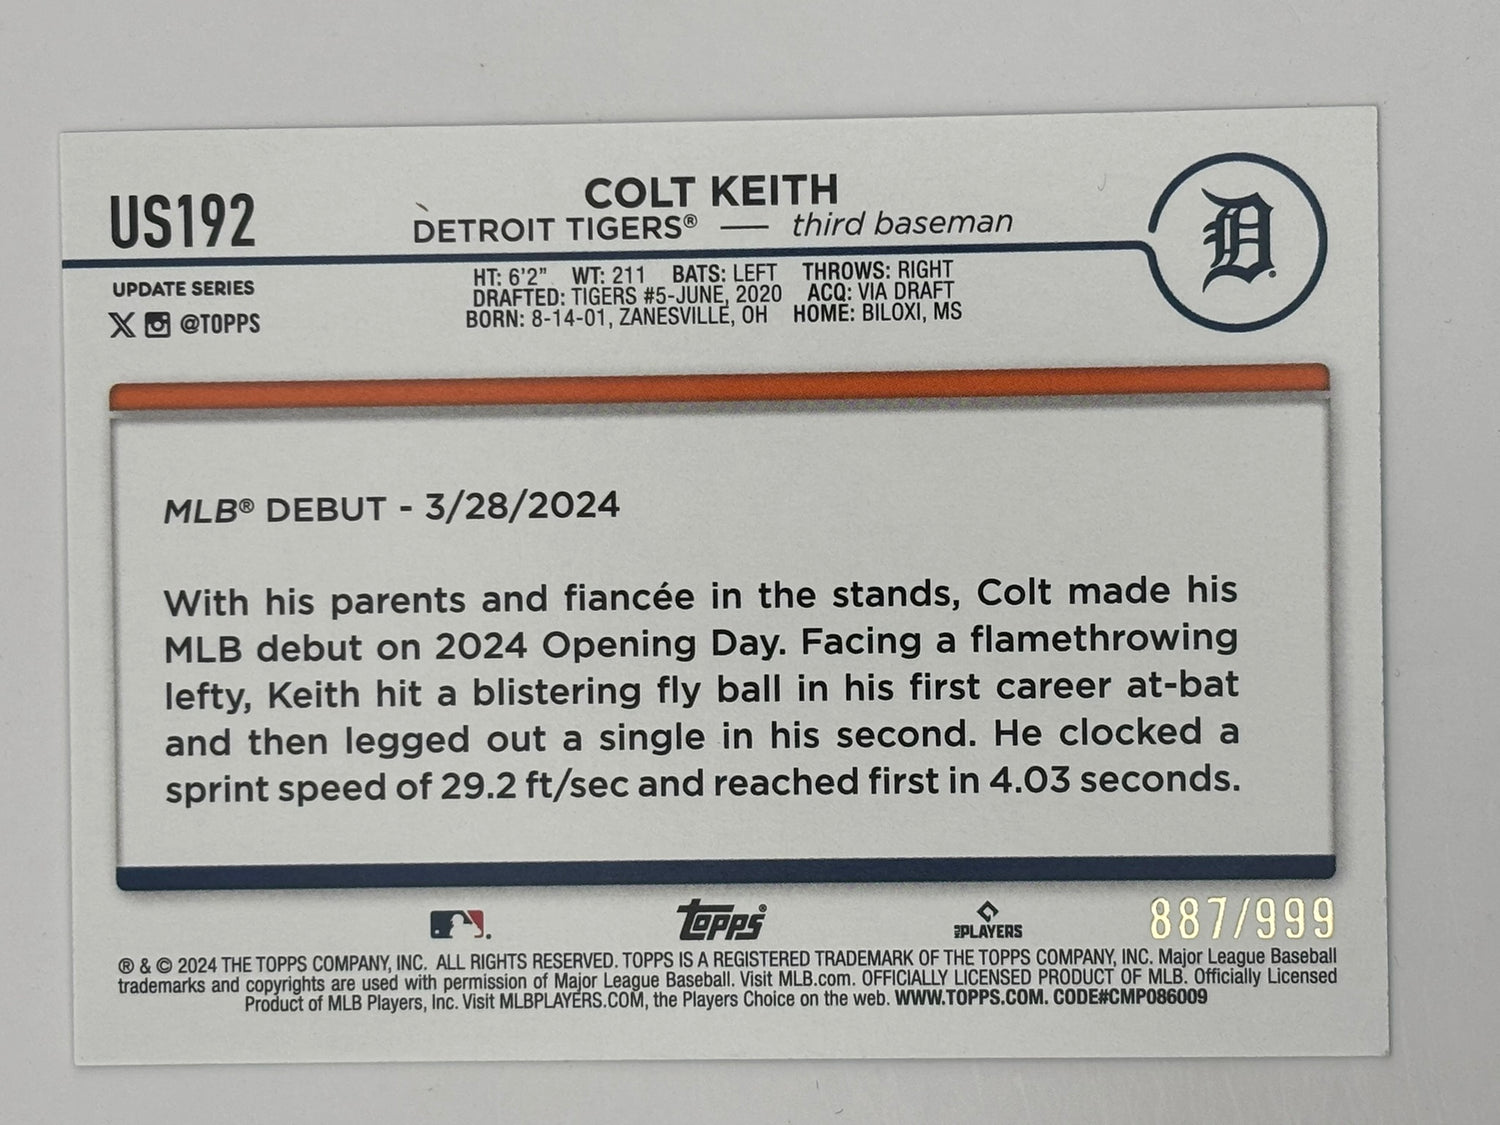 US192
COLT KEITH
DETROIT TIGERS® — third baseman
D
UPDATE SERIES
@TOPPS
HT: 6'2" WT: 211 BATS: LEFT THROWS: RIGHT
DRAFTED: TIGERS #5-JUNE, 2020 ACQ: VIA DRAFT
BORN: 8-14-01, ZANESVILLE, OH HOME: BILOXI, MS
MLB® DEBUT - 3/28/2024
With his parents and fiancée in the stands, Colt made his
MLB debut on 2024 Opening Day. Facing a flamethrowing
lefty, Keith hit a blistering fly ball in his first career at-bat
and then legged out a single in his second. He clocked a
sprint speed of 29.2 ft/sec and reached first in 4.03 seconds.
topps®
MLB PLAYERS
887/999
® & © 2024 THE TOPPS COMPANY, INC. ALL RIGHTS RESERVED. TOPPS IS A REGISTERED TRADEMARK OF THE TOPPS COMPANY, INC. Major League Baseball
trademarks and copyrights are used with permission of Major League Baseball. Visit MLB.com. OFFICIALLY LICENSED PRODUCT OF MLB. Officially Licensed
Product of MLB Players, Inc. Visit MLBPLAYERS.COM, the Players Choice on the web. WWW.TOPPS.COM. CODE#CMP086009